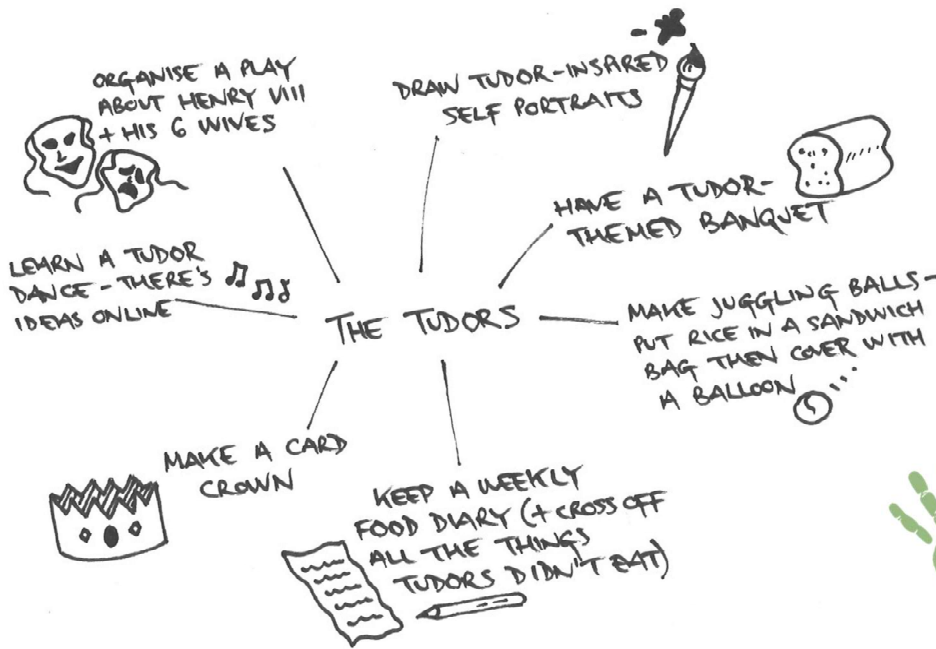 ORGANISE A PLAY
ABOUT HENRY VIII
+ HIS 6 WIVES
DRAW TUDOR-INSPIRED
SELF PORTRAITS
HAVE A TUDOR-
THEMED BANQUET
LEARN A TUDOR
DANCE - THERE'S
IDEAS ONLINE
THE TUDORS
MAKE JUGGLING BALLS -
PUT RICE IN A SANDWICH
BAG THEN COVER WITH
A BALLOON
MAKE A CARD
CROWN
KEEP A WEEKLY
FOOD DIARY (+ CROSS OFF
ALL THE THINGS
TUDORS DIDN'T EAT)